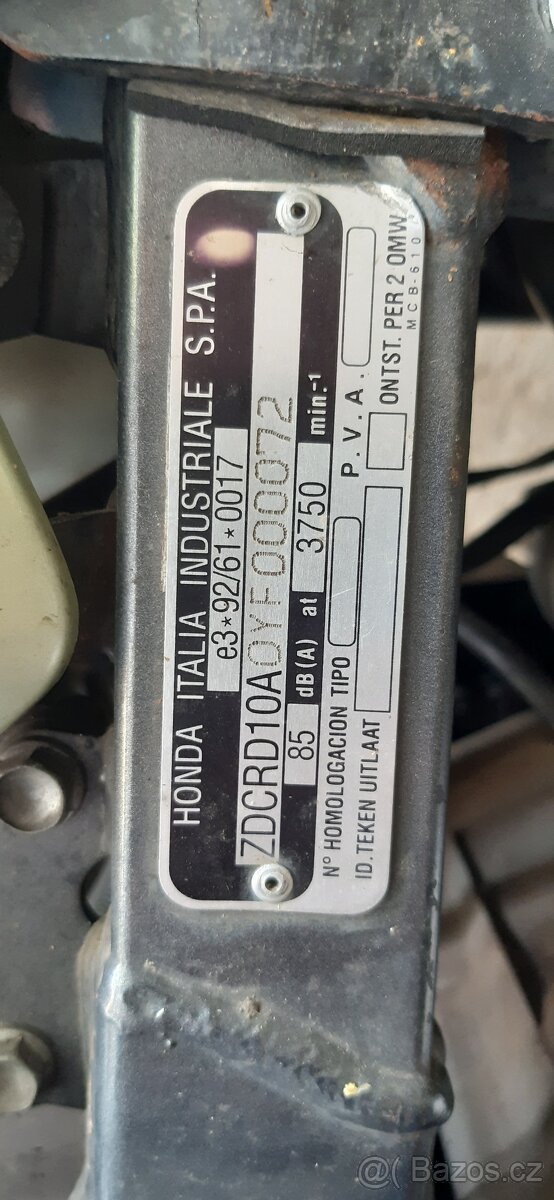 HONDA ITALIA INDUSTRIALE S.P.A.
e3*92/61*0017
ZDCRD10A0YF000072
85 dB(A) at 3750 min.-1
N° HOMOLOGACION TIPO P.V.A.
ID.TEKEN UITLAAT ONTST. PER 2 OMW.
MCB-610
@( Bazoš.cz